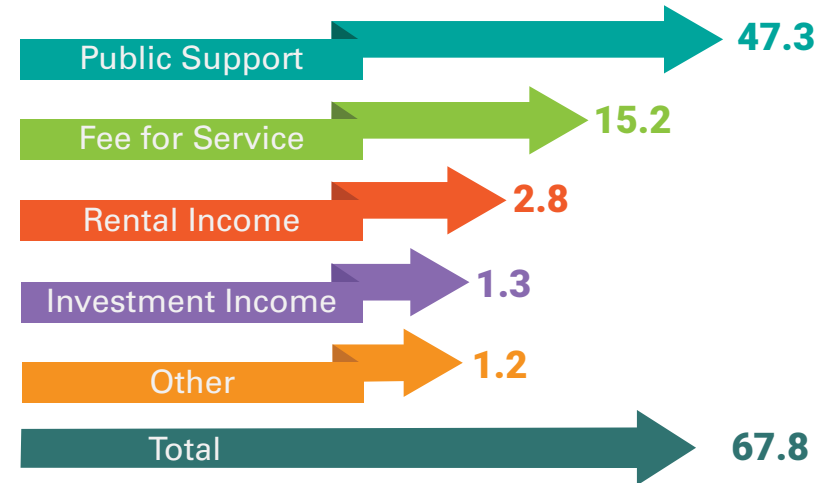 Public Support 47.3
Fee for Service 15.2
Rental Income 2.8
Investment Income 1.3
Other 1.2
Total 67.8